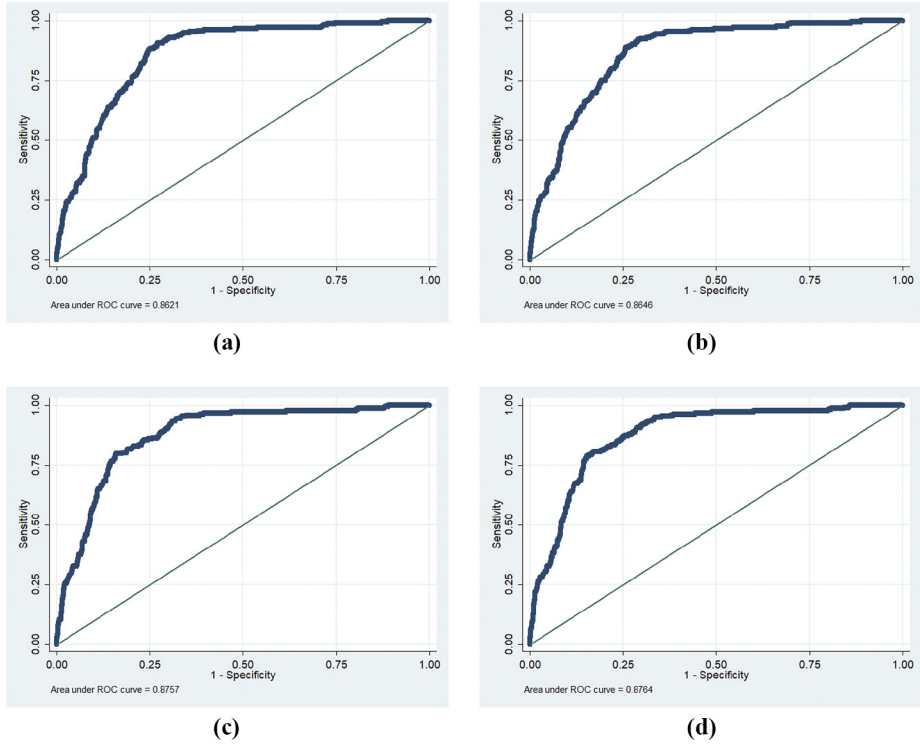 1.00
0.75
Sensitivity
0.50
0.25
0.00
0.00 0.25 0.50 0.75 1.00
1 - Specificity
Area under ROC curve = 0.8621
(a)
1.00
0.75
Sensitivity
0.50
0.25
0.00
0.00 0.25 0.50 0.75 1.00
1 - Specificity
Area under ROC curve = 0.8646
(b)
1.00
0.75
Sensitivity
0.50
0.25
0.00
0.00 0.25 0.50 0.75 1.00
1 - Specificity
Area under ROC curve = 0.8757
(c)
1.00
0.75
Sensitivity
0.50
0.25
0.00
0.00 0.25 0.50 0.75 1.00
1 - Specificity
Area under ROC curve = 0.8764
(d)